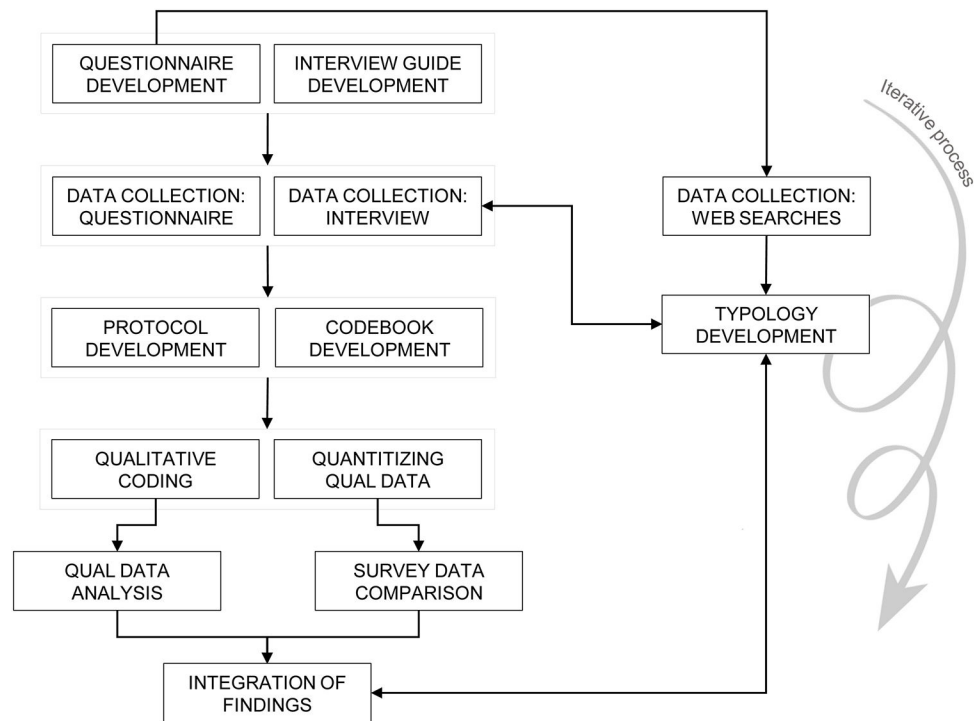 QUESTIONNAIRE
DEVELOPMENT
INTERVIEW GUIDE
DEVELOPMENT
Iterative process
DATA COLLECTION:
QUESTIONNAIRE
DATA COLLECTION:
INTERVIEW
DATA COLLECTION:
WEB SEARCHES
PROTOCOL
DEVELOPMENT
CODEBOOK
DEVELOPMENT
TYPOLOGY
DEVELOPMENT
QUALITATIVE
CODING
QUANTITIZING
QUAL DATA
QUAL DATA
ANALYSIS
SURVEY DATA
COMPARISON
INTEGRATION OF
FINDINGS